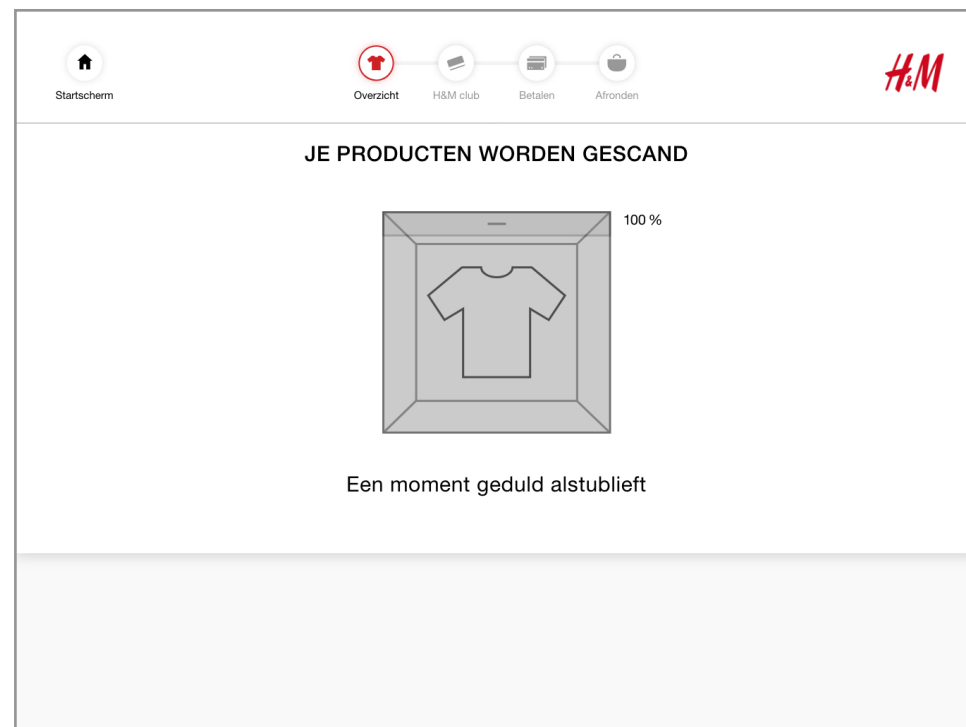 Startscherm
Overzicht
H&M club
Betalen
Afronden
H&M
JE PRODUCTEN WORDEN GESCAND
100 %
Een moment geduld alstublieft